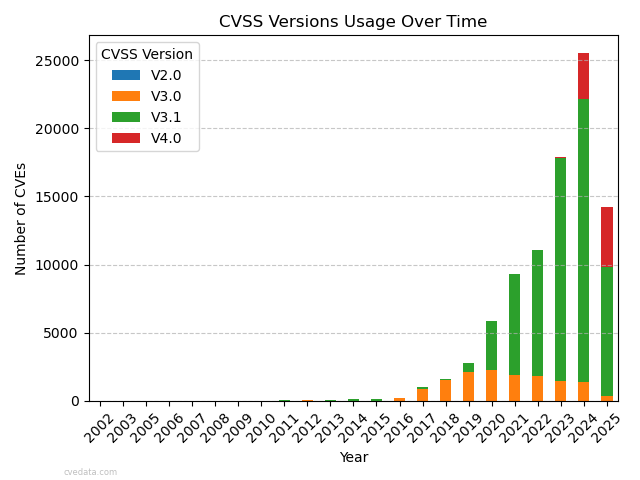 CVSS Versions Usage Over Time
CVSS Version
V2.0
V3.0
V3.1
V4.0
Number of CVEs
25000
20000
15000
10000
5000
0
2002 2003 2005 2006 2007 2008 2009 2010 2011 2012 2013 2014 2015 2016 2017 2018 2019 2020 2021 2022 2023 2024 2025
Year
cvedata.com